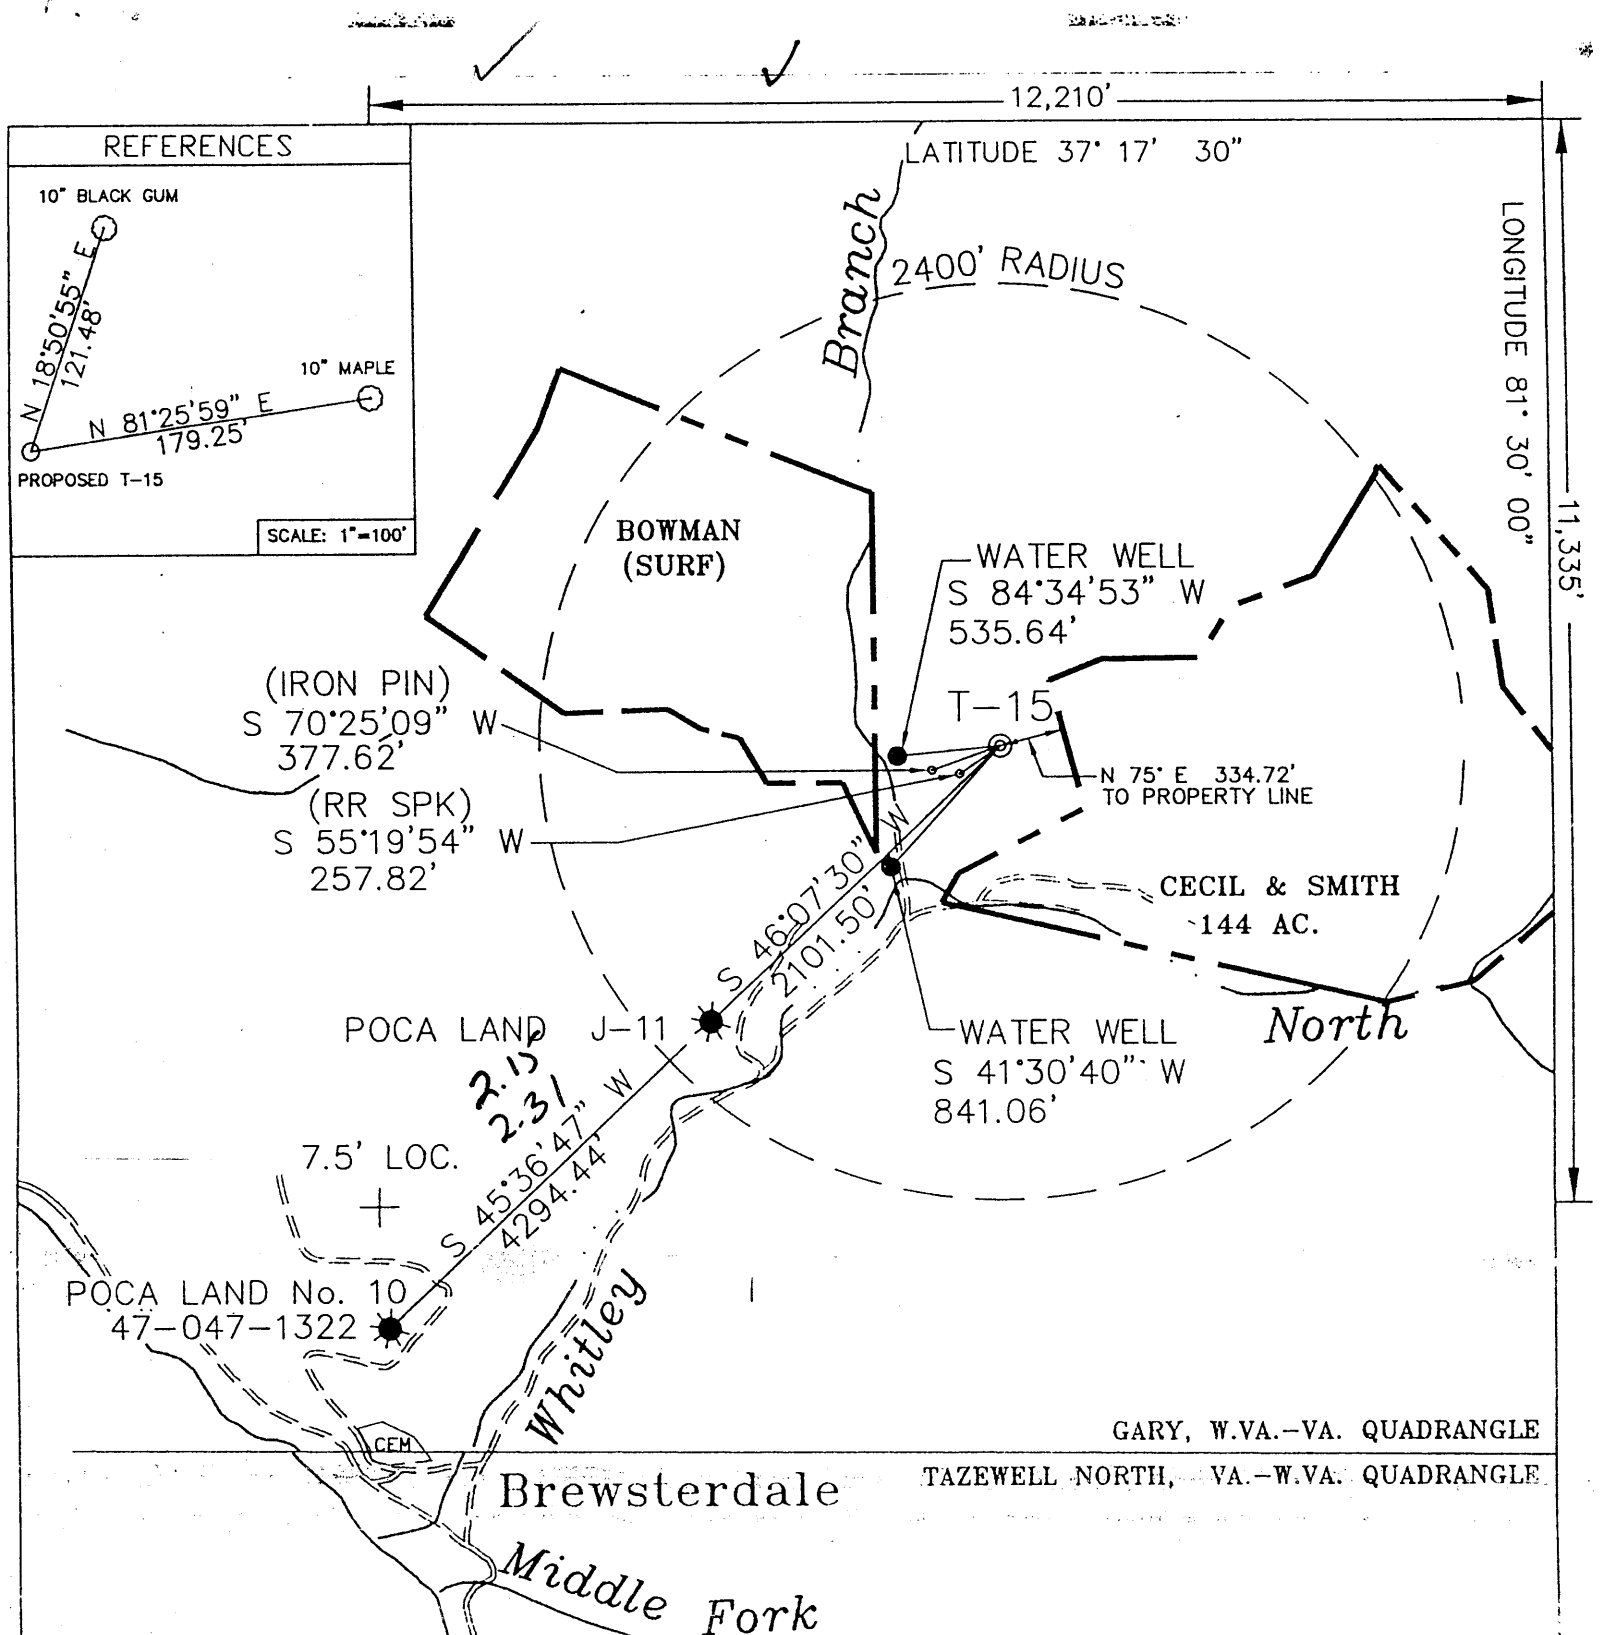 12,210'
REFERENCES
10" BLACK GUM
N 18°50'55" E
121.48'
10" MAPLE
N 81°25'59" E
179.25'
PROPOSED T-15
SCALE: 1"=100'
LATITUDE 37° 17' 30"
LONGITUDE 81° 30' 00"
11,335'
Branch
2400' RADIUS
BOWMAN
(SURF)
WATER WELL
S 84°34'53" W
535.64'
(IRON PIN)
S 70°25'09" W
377.62'
T-15
N 75° E 334.72'
TO PROPERTY LINE
(RR SPK)
S 55°19'54" W
257.82'
S 46°07'30" W
2101.50'
CECIL & SMITH
144 AC.
POCA LAND J-11
WATER WELL
S 41°30'40" W
841.06'
North
2.15
2.31
S 45°36'47" W
4294.44'
7.5' LOC.
POCA LAND No. 10
47-047-1322
Whitley
CEM
GARY, W.VA.-VA. QUADRANGLE
TAZEWELL NORTH, VA.-W.VA. QUADRANGLE
Brewsterdale
Middle Fork